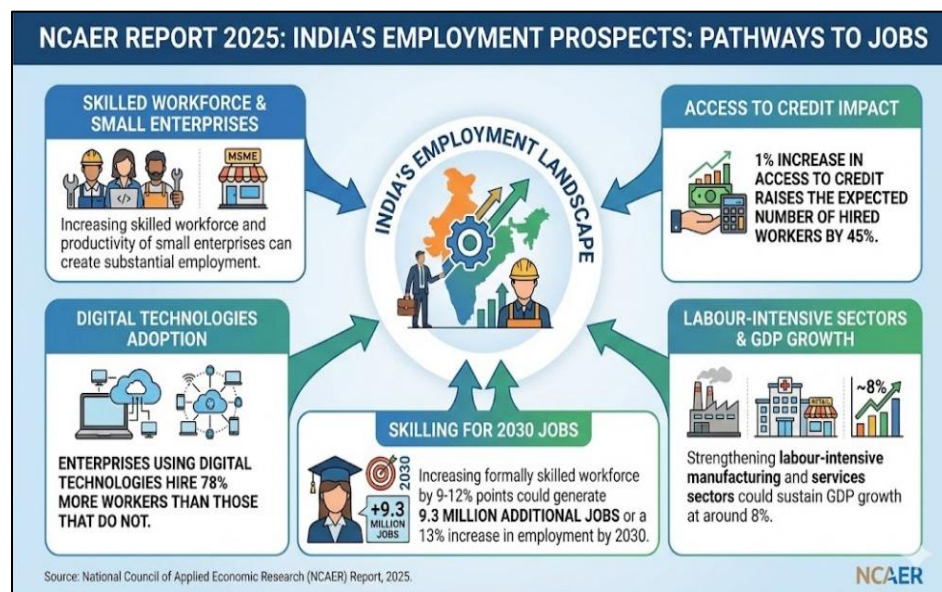 NCAER REPORT 2025: INDIA'S EMPLOYMENT PROSPECTS: PATHWAYS TO JOBS
SKILLED WORKFORCE &
SMALL ENTERPRISES
MSME
</>
Increasing skilled workforce and
productivity of small enterprises can
create substantial employment.
INDIA'S EMPLOYMENT LANDSCAPE
ACCESS TO CREDIT IMPACT
1% INCREASE IN
ACCESS TO CREDIT
RAISES THE EXPECTED
NUMBER OF HIRED
WORKERS BY 45%.
DIGITAL TECHNOLOGIES
ADOPTION
ENTERPRISES USING DIGITAL
TECHNOLOGIES HIRE 78%
MORE WORKERS THAN THOSE
THAT DO NOT.
SKILLING FOR 2030 JOBS
2030
+9.3
MILLION
JOBS
Increasing formally skilled workforce
by 9-12% points could generate
9.3 MILLION ADDITIONAL JOBS or a
13% increase in employment by 2030.
LABOUR-INTENSIVE SECTORS
& GDP GROWTH
RETAIL
~8%
Strengthening labour-intensive
manufacturing and services
sectors could sustain GDP growth
at around 8%.
Source: National Council of Applied Economic Research (NCAER) Report, 2025.
NCAER